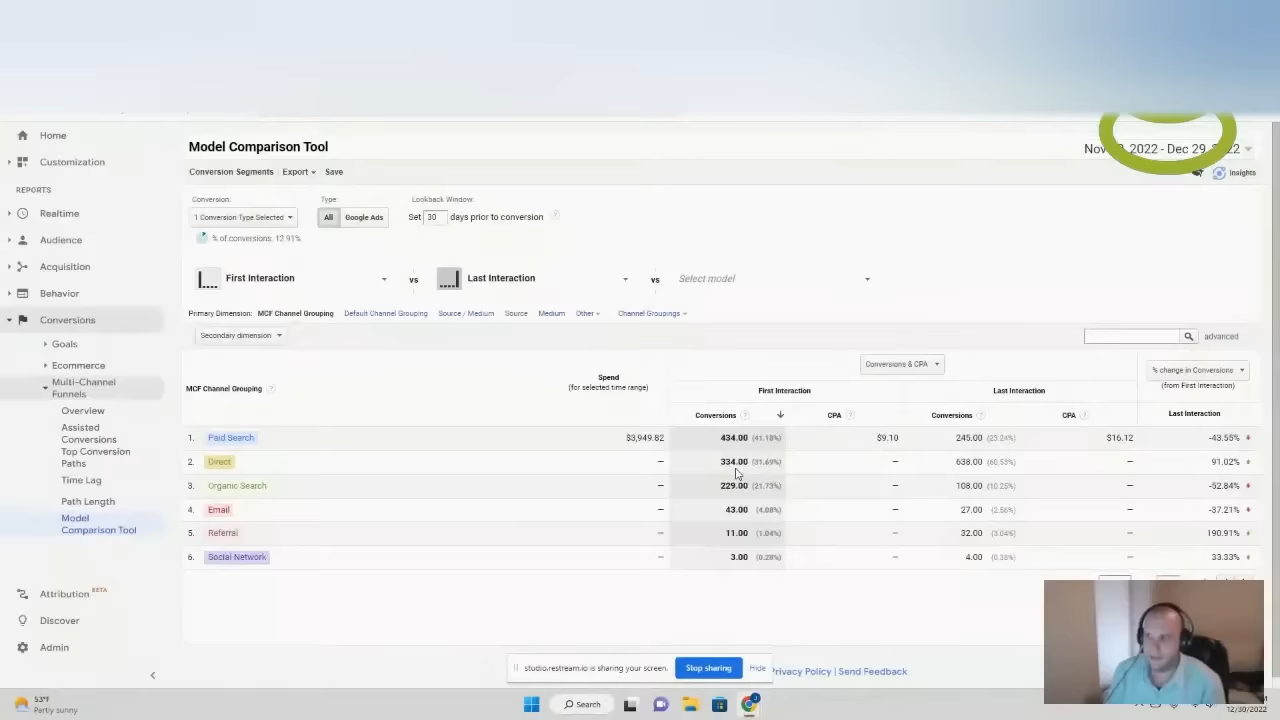 Home
Customization
REPORTS
Realtime
Audience
Acquisition
Behavior
Conversions
Goals
Ecommerce
Multi-Channel
Funnels
Overview
Assisted
Conversions
Top Conversion
Paths
Time Lag
Path Length
Model
Comparison Tool
Attribution BETA
Discover
Admin
Model Comparison Tool
2022 - Dec 29,
Conversion Segments Export Save
Insights
Conversion: Type: Lookback Window:
1 Conversion Type Selected All Google Ads Set 30 days prior to conversion
% of conversions: 12.91%
First Interaction vs Last Interaction vs Select model
Primary Dimension: MCF Channel Grouping Default Channel Grouping Source / Medium Source Medium Other Channel Groupings
Secondary dimension advanced
Conversions & CPA % change in Conversions
(from First Interaction)
MCF Channel Grouping Spend
(for selected time range)
First Interaction Last Interaction
Conversions CPA Conversions CPA Last Interaction
1. Paid Search $3,949.82 434.00 (41.18%) $9.10 245.00 (23.24%) $16.12 -43.55%
2. Direct — 334.00 (31.69%) — 638.00 (60.53%) — 91.02%
3. Organic Search — 229.00 (21.73%) — 108.00 (10.25%) — -52.84%
4. Email — 43.00 (4.08%) — 27.00 (2.56%) — -37.21%
5. Referral — 11.00 (1.04%) — 32.00 (3.04%) — 190.91%
6. Social Network — 3.00 (0.28%) — 4.00 (0.38%) — 33.33%
studio.restream.io is sharing your screen. Stop sharing Hide
Privacy Policy | Send Feedback
53°F
Partly sunny
Search
12/30/2022